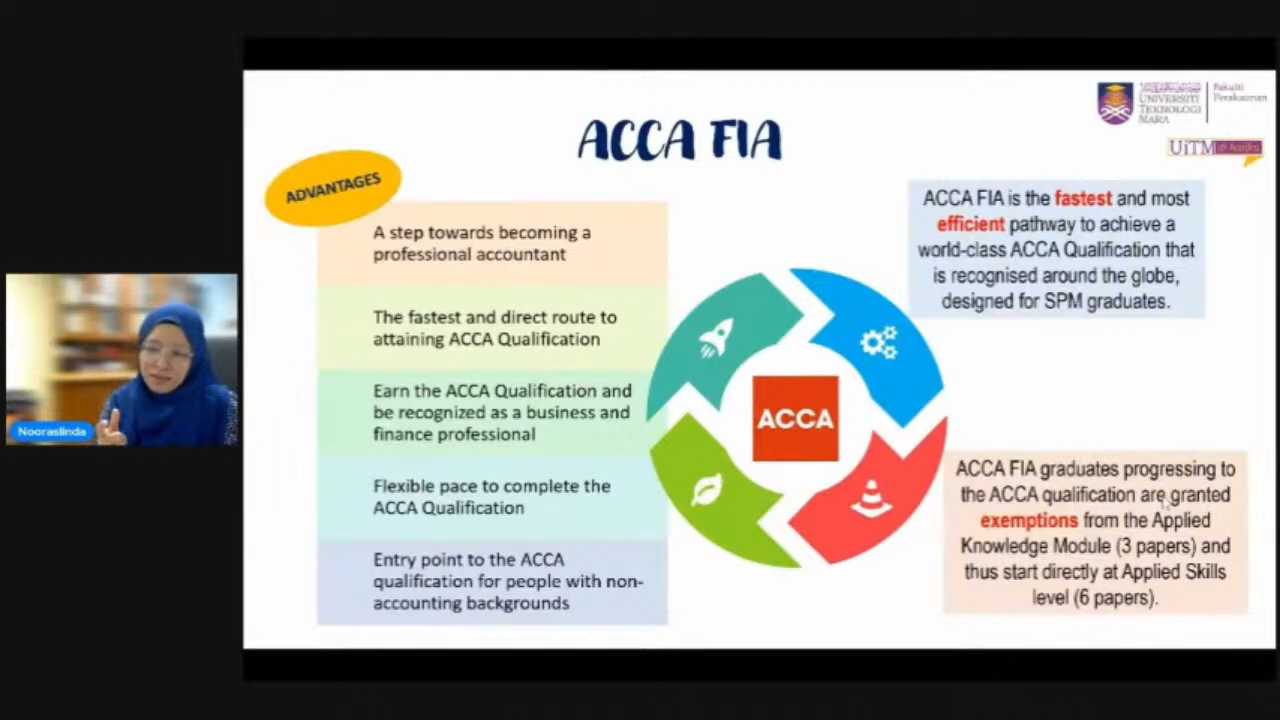 ACCA FIA
UNIVERSITI
TEKNOLOGI
MARA
Fakulti
Perakaunan
UiTM di hatiku
ADVANTAGES
A step towards becoming a
professional accountant
The fastest and direct route to
attaining ACCA Qualification
Earn the ACCA Qualification and
be recognized as a business and
finance professional
Flexible pace to complete the
ACCA Qualification
Entry point to the ACCA
qualification for people with non-
accounting backgrounds
ACCA
ACCA FIA is the fastest and most
efficient pathway to achieve a
world-class ACCA Qualification that
is recognised around the globe,
designed for SPM graduates.
ACCA FIA graduates progressing to
the ACCA qualification are granted
exemptions from the Applied
Knowledge Module (3 papers) and
thus start directly at Applied Skills
level (6 papers).
Nooraslinda